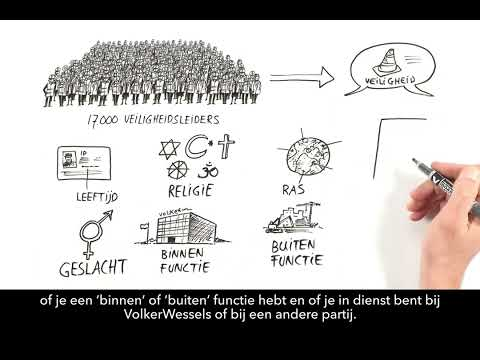 17000 VEILIGHEIDSLEIDERS
VEILIGHEID
ID
LEEFTIJD
RELIGIE
RAS
GESLACHT
VOLKER
BINNEN
FUNCTIE
BUITEN
FUNCTIE
of je een ‘binnen’ of ‘buiten’ functie hebt en of je in dienst bent bij
VolkerWessels of bij een andere partij.